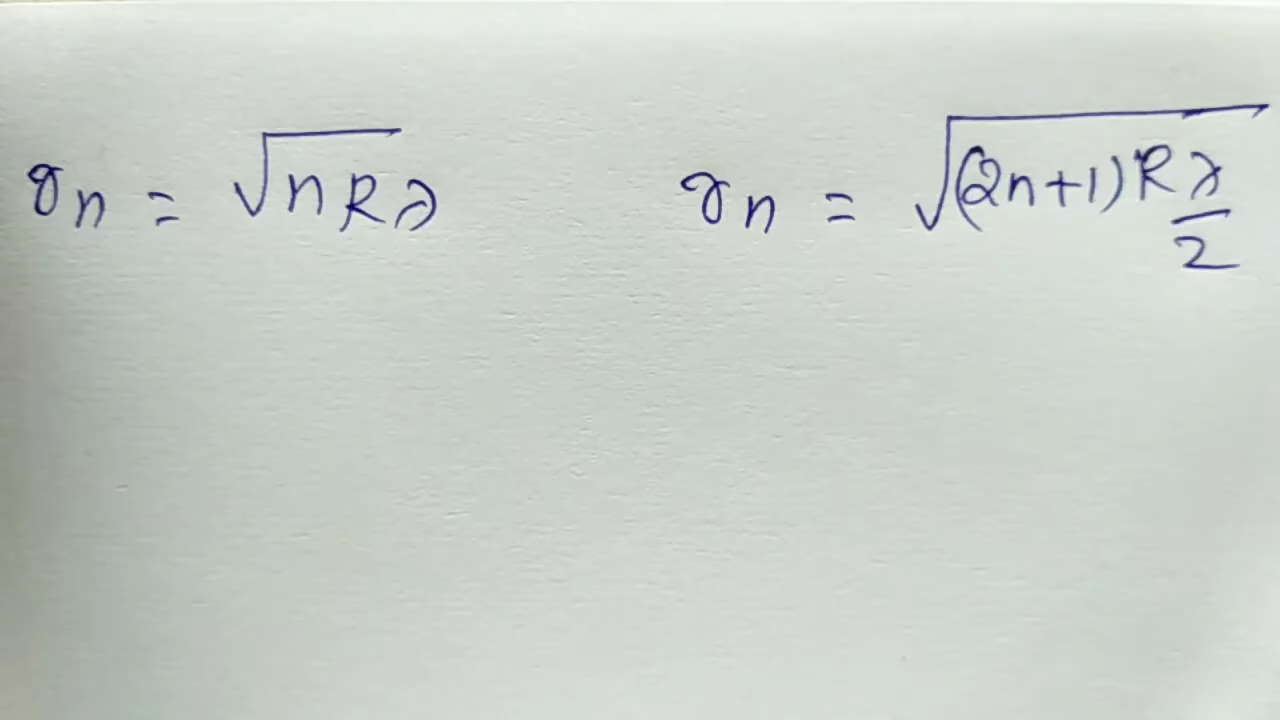 rₙ = √(nRλ) rₙ = √((2n+1)Rλ/2)